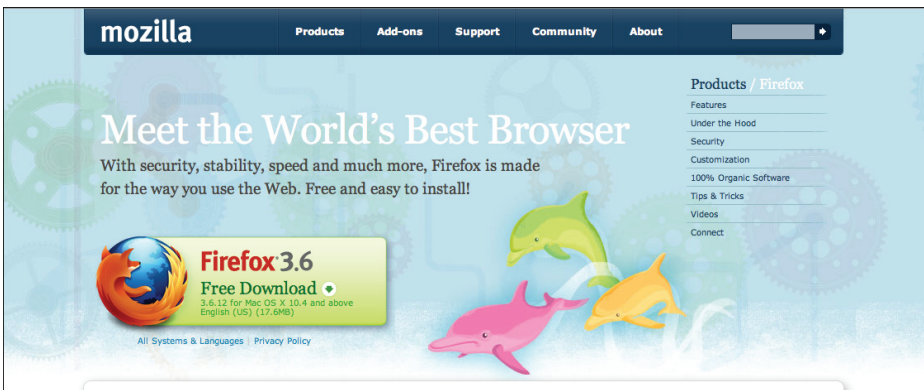 mozilla
Products
Add-ons
Support
Community
About
Products / Firefox
Features
Under the Hood
Security
Customization
100% Organic Software
Tips & Tricks
Videos
Connect
Meet the World's Best Browser
With security, stability, speed and much more, Firefox is made
for the way you use the Web. Free and easy to install!
Firefox 3.6
Free Download
3.6.12 for Mac OS X 10.4 and above
English (US) (17.6MB)
All Systems & Languages | Privacy Policy